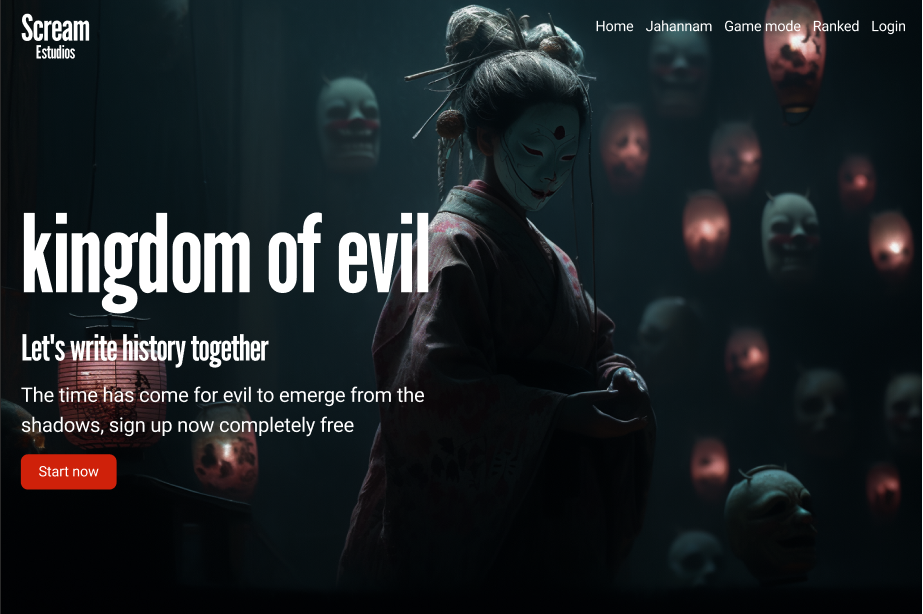 Scream
Estudios
Home Jahannam Game mode Ranked Login
kingdom of evil
Let's write history together
The time has come for evil to emerge from the
shadows, sign up now completely free
Start now